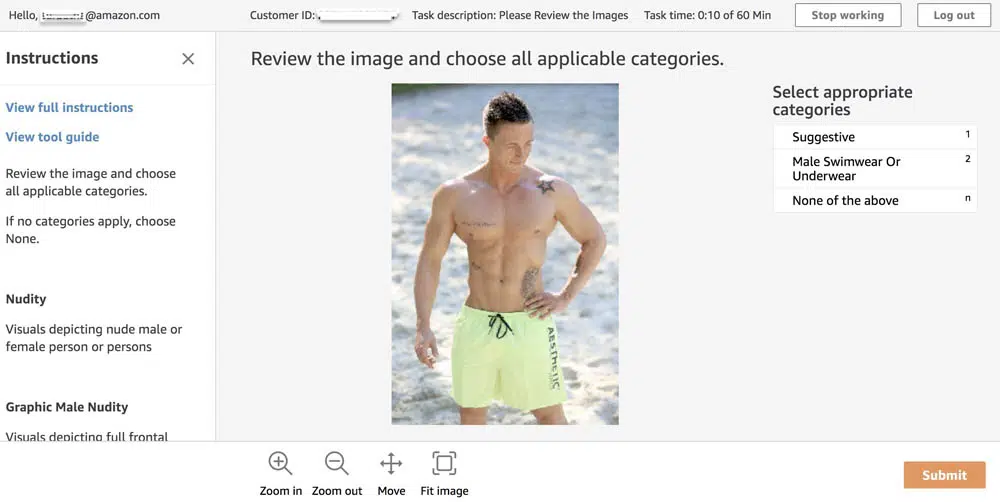 Hello, @amazon.com
Customer ID:
Task description: Please Review the Images
Task time: 0:10 of 60 Min
Stop working
Log out
Instructions
View full instructions
View tool guide
Review the image and choose
all applicable categories.
If no categories apply, choose
None.
Nudity
Visuals depicting nude male or
female person or persons
Graphic Male Nudity
Visuals depicting full frontal
Review the image and choose all applicable categories.
AESTHETIC
Select appropriate
categories
Suggestive 1
Male Swimwear Or 2
Underwear
None of the above n
Zoom in
Zoom out
Move
Fit image
Submit